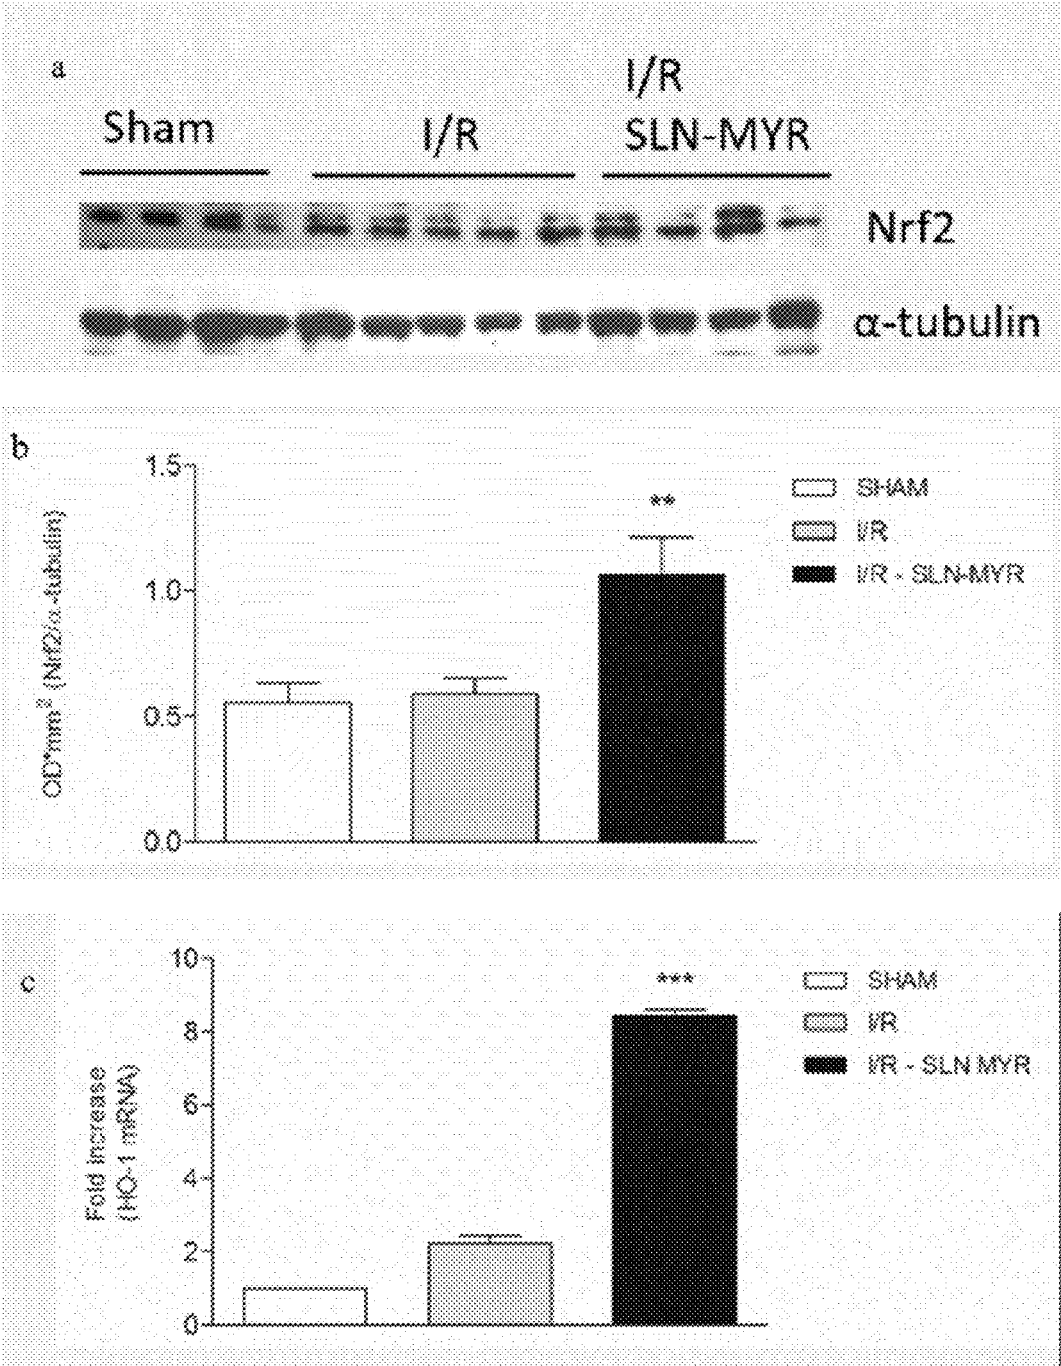 a
Sham
I/R
I/R
SLN-MYR
Nrf2
α-tubulin
b
1.5
1.0
0.5
0.0
OD*nm² (Nrf2/α-tubulin)
**
SHAM
I/R
I/R - SLN-MYR
c
10
8
6
4
2
0
Fold increase
(HO-1 mRNA)
***
SHAM
I/R
I/R - SLN MYR